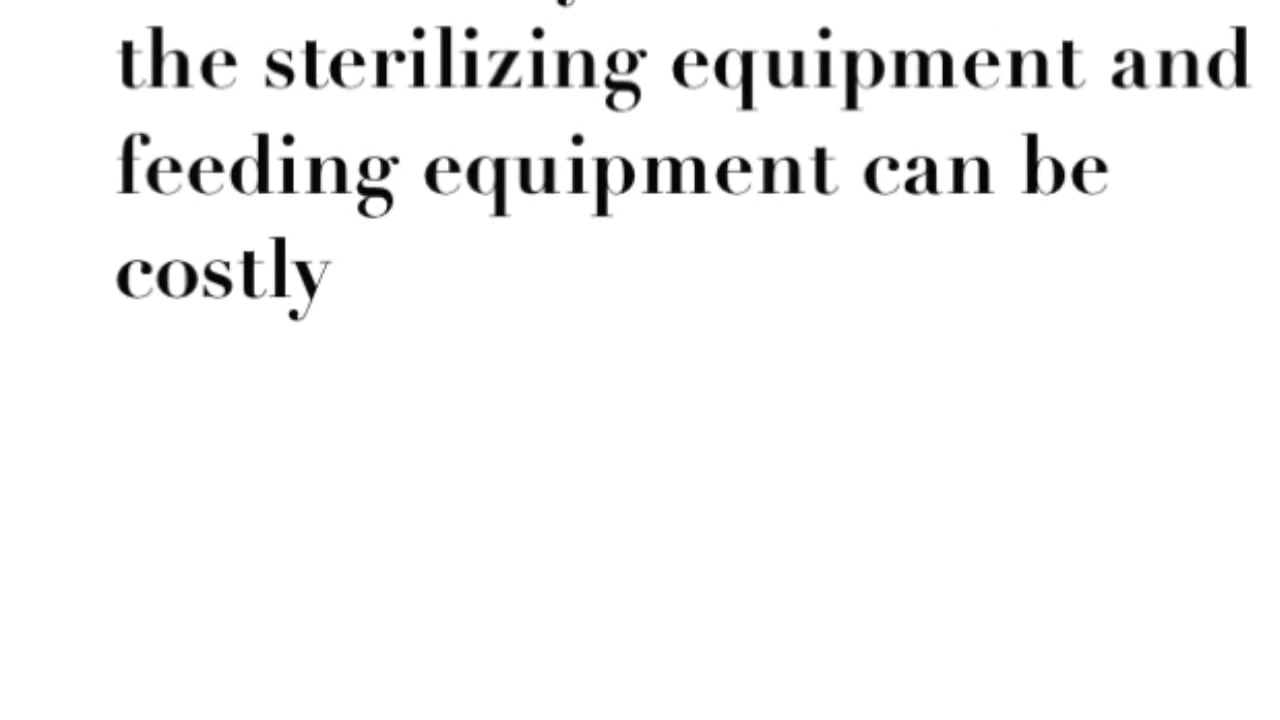 the sterilizing equipment and
feeding equipment can be
costly